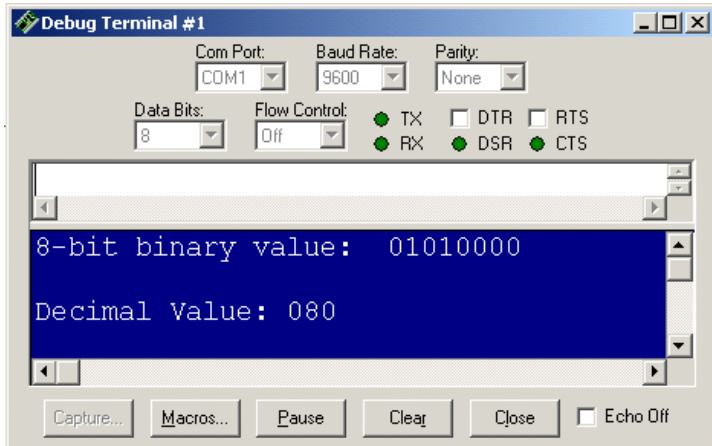 Debug Terminal #1
Com Port: Baud Rate: Parity:
COM1 9600 None
Data Bits: Flow Control: TX DTR RTS
8 Off RX DSR CTS
8-bit binary value:  01010000
Decimal Value: 080
Capture... Macros... Pause Clear Close Echo Off